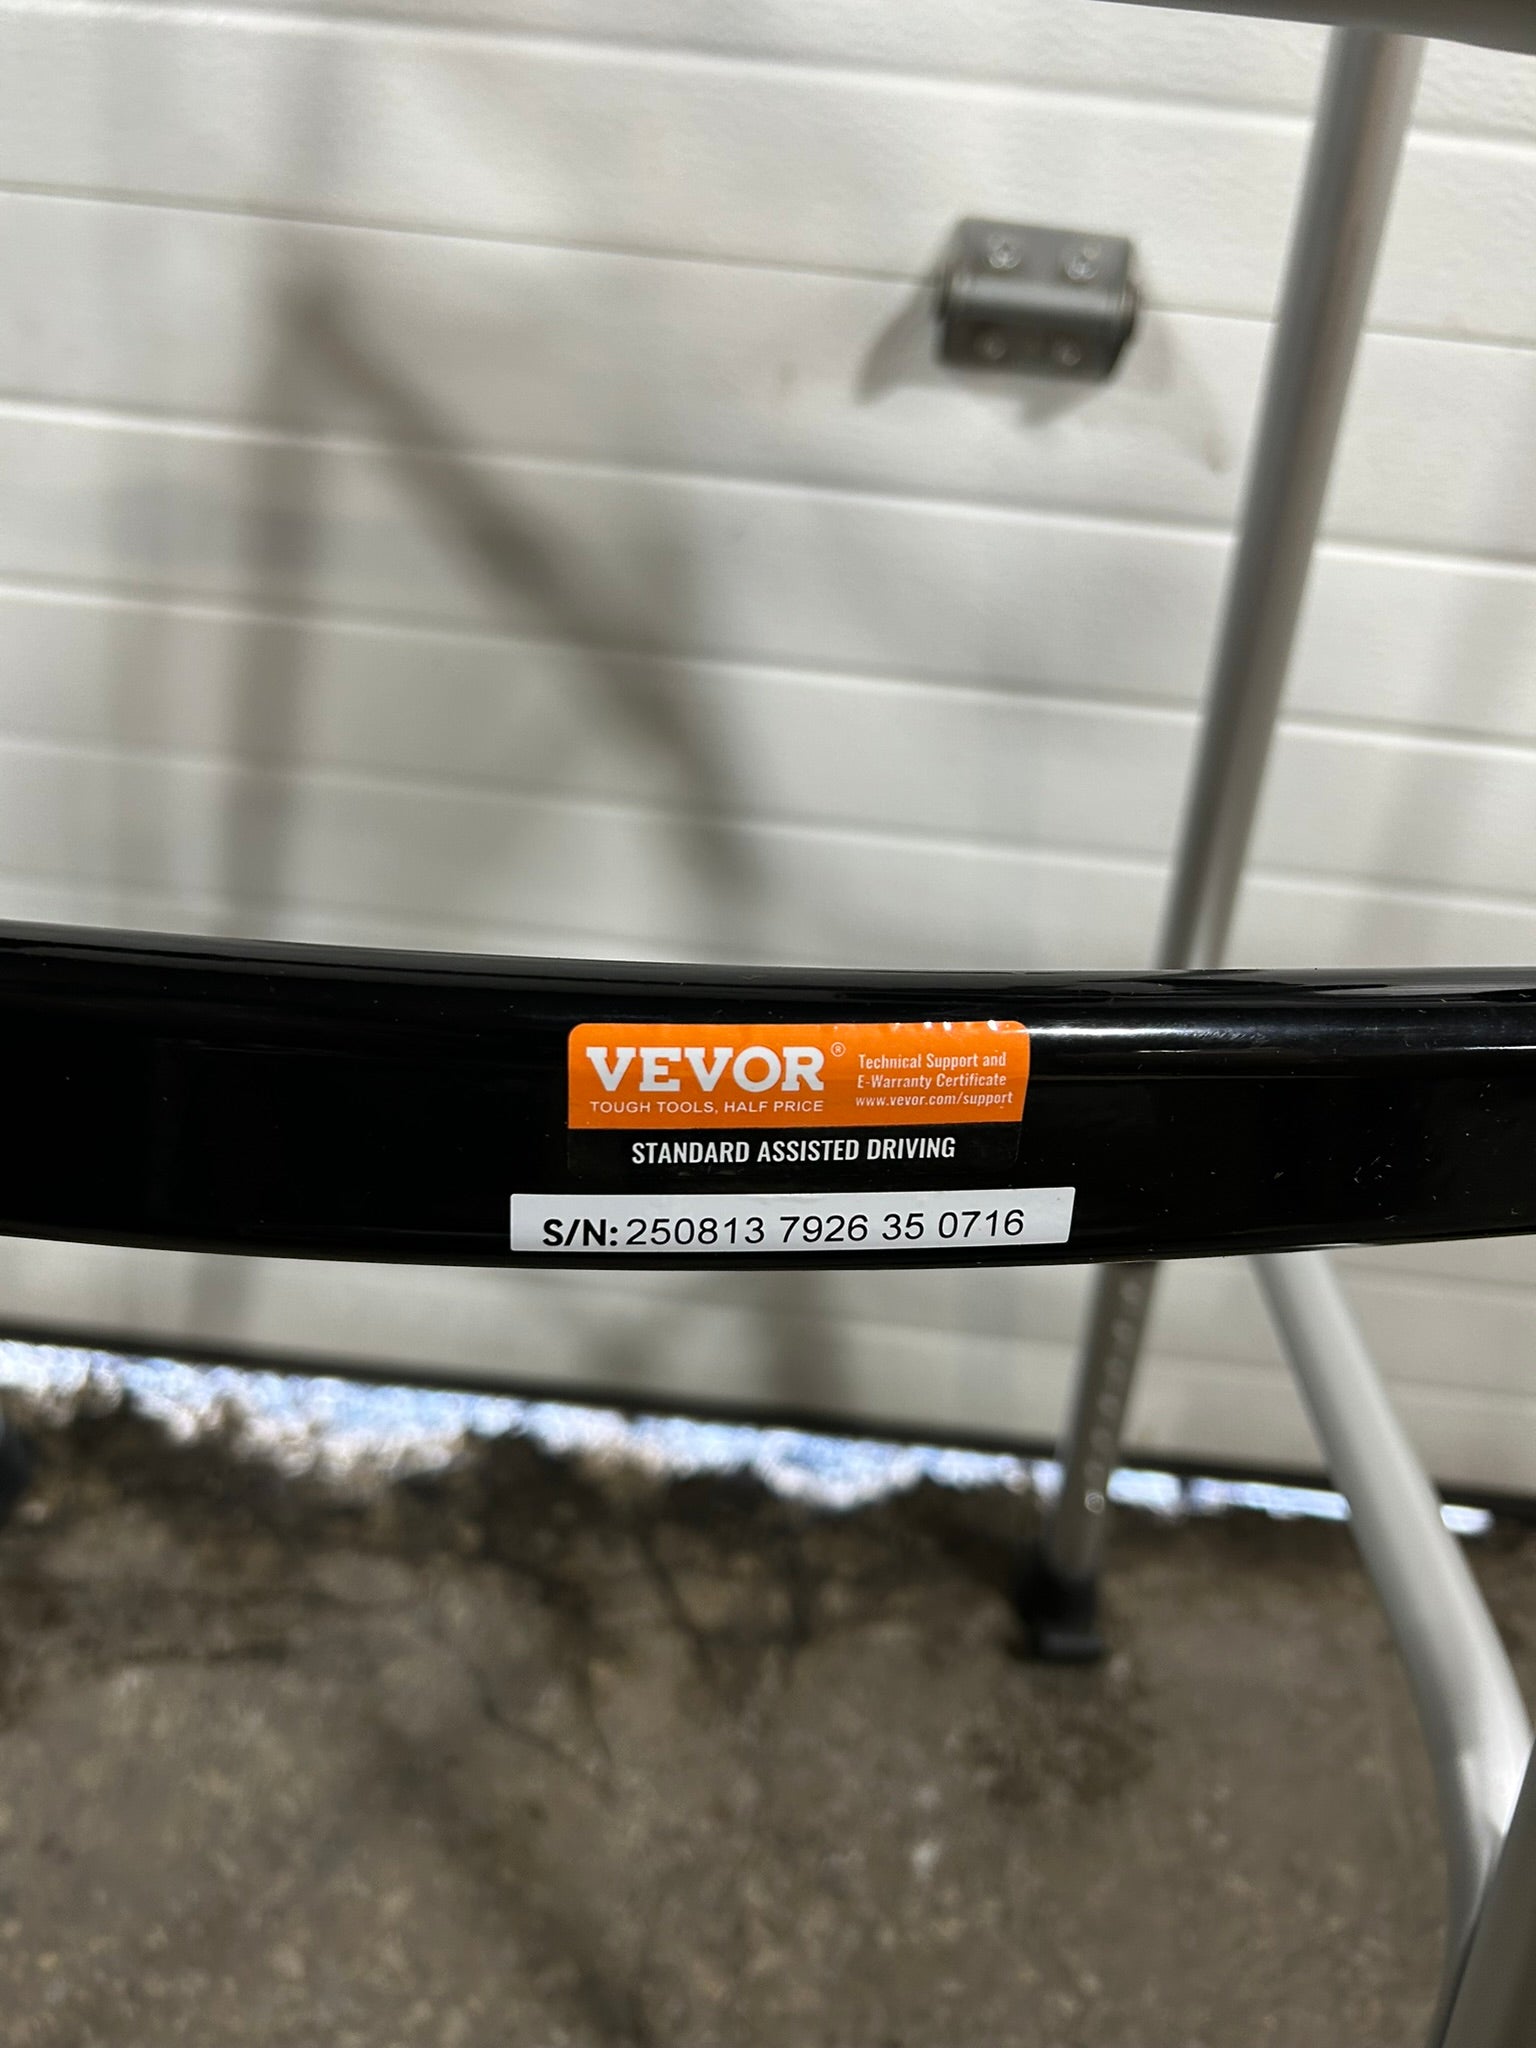 VEVOR®
TOUGH TOOLS, HALF PRICE
Technical Support and
E-Warranty Certificate
www.vevor.com/support
STANDARD ASSISTED DRIVING
S/N: 250813 7926 35 0716